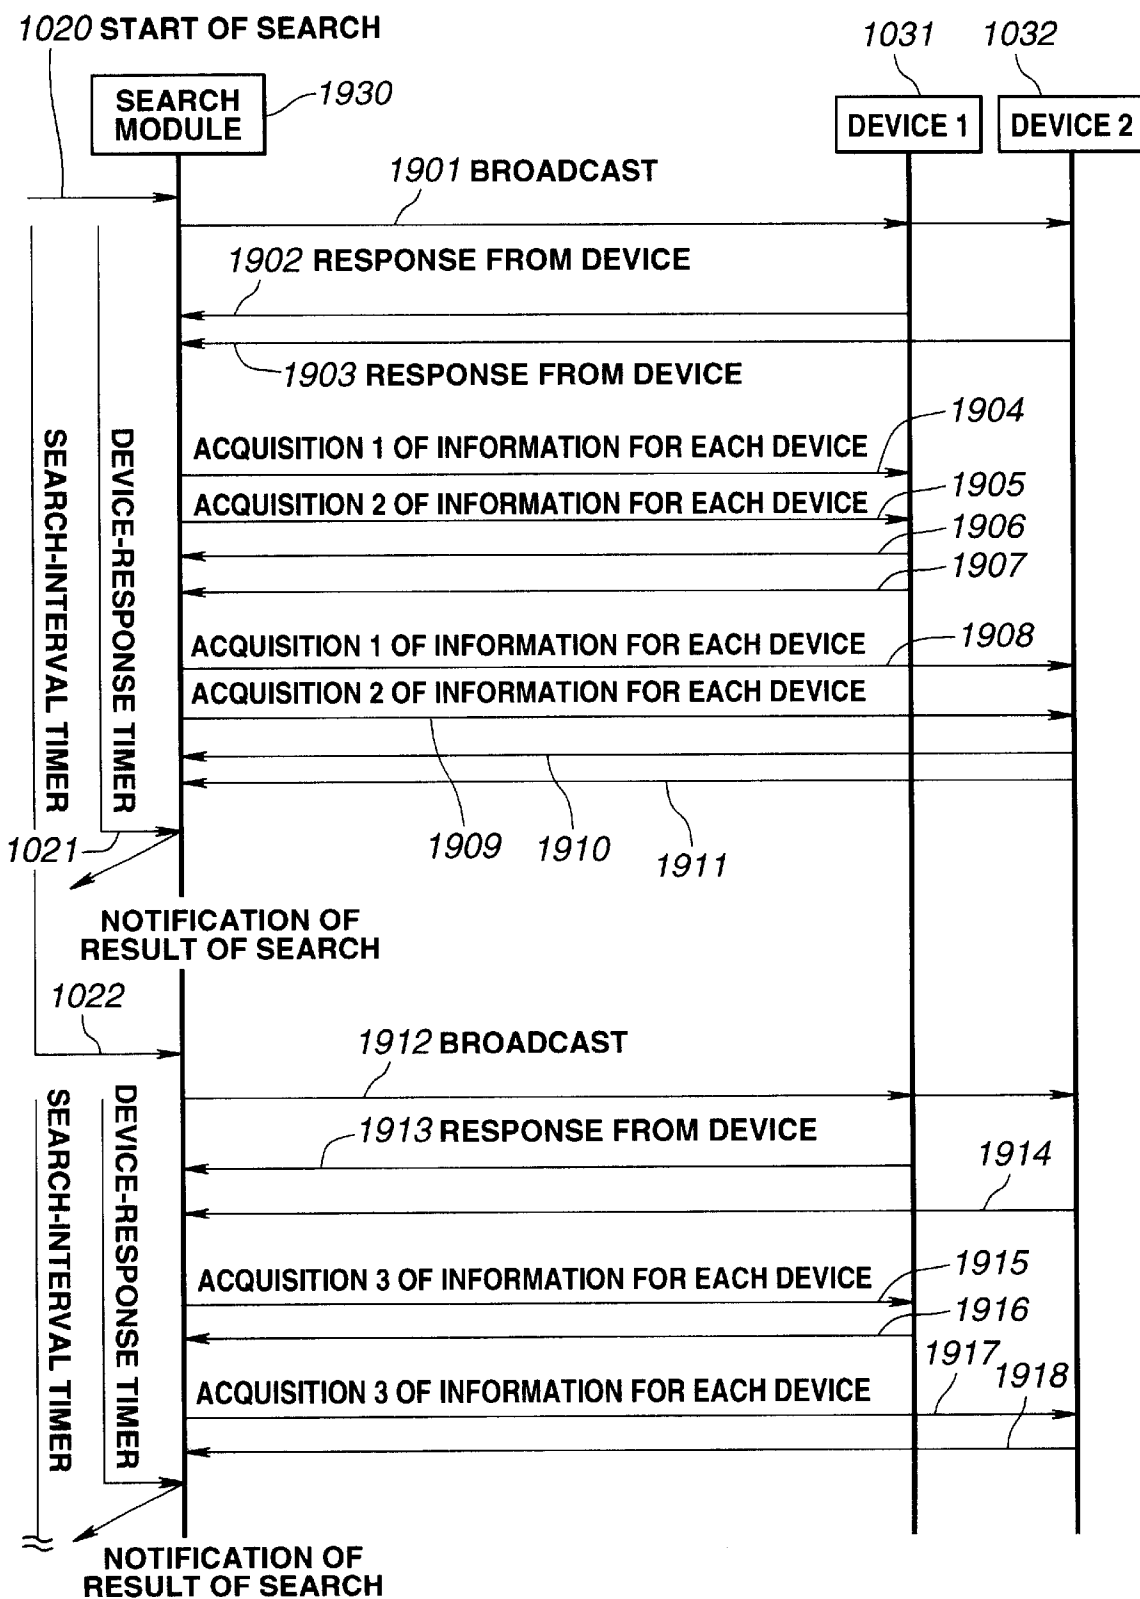 1020 START OF SEARCH
1031
1032
SEARCH
MODULE
1930
DEVICE 1
DEVICE 2
1901 BROADCAST
1902 RESPONSE FROM DEVICE
1903 RESPONSE FROM DEVICE
SEARCH-INTERVAL TIMER
DEVICE-RESPONSE TIMER
1904
ACQUISITION 1 OF INFORMATION FOR EACH DEVICE
1905
ACQUISITION 2 OF INFORMATION FOR EACH DEVICE
1906
1907
1908
ACQUISITION 1 OF INFORMATION FOR EACH DEVICE
ACQUISITION 2 OF INFORMATION FOR EACH DEVICE
1021
1909
1910
1911
NOTIFICATION OF
RESULT OF SEARCH
1022
1912 BROADCAST
1913 RESPONSE FROM DEVICE
1914
SEARCH-INTERVAL TIMER
DEVICE-RESPONSE TIMER
1915
ACQUISITION 3 OF INFORMATION FOR EACH DEVICE
1916
1917
1918
ACQUISITION 3 OF INFORMATION FOR EACH DEVICE
NOTIFICATION OF
RESULT OF SEARCH